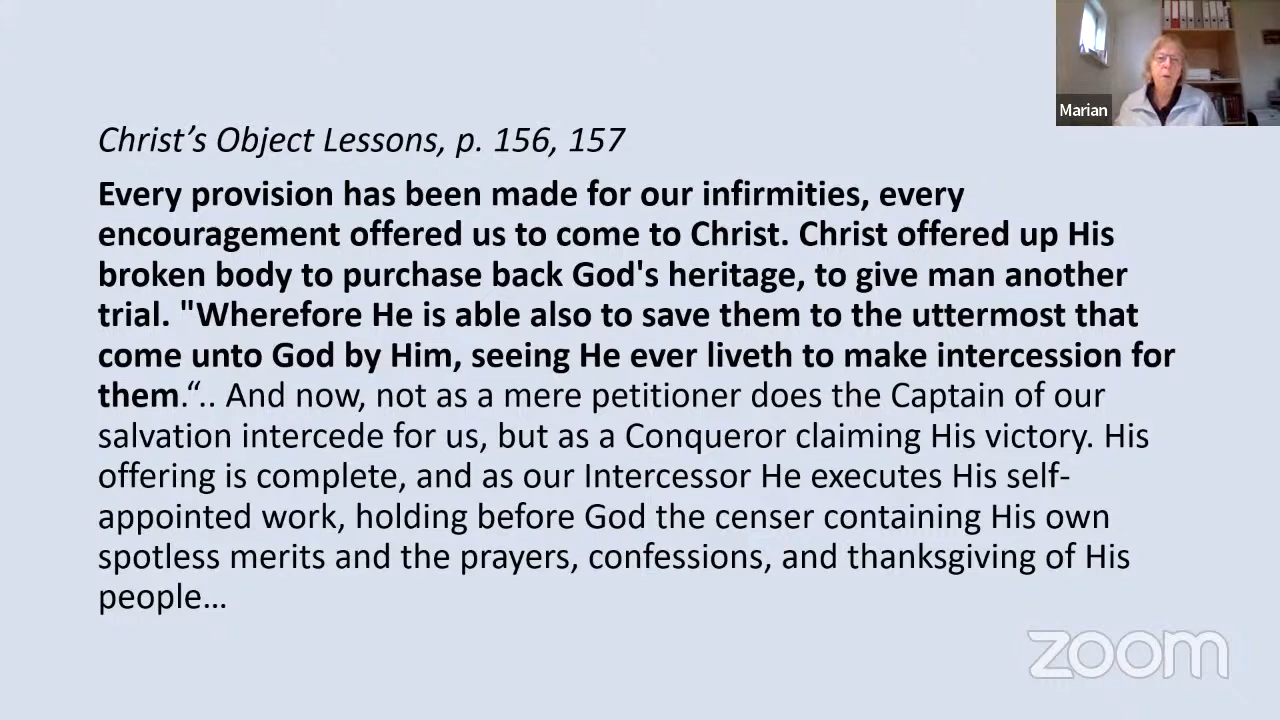 Marian
Christ’s Object Lessons, p. 156, 157
Every provision has been made for our infirmities, every
encouragement offered us to come to Christ. Christ offered up His
broken body to purchase back God's heritage, to give man another
trial. "Wherefore He is able also to save them to the uttermost that
come unto God by Him, seeing He ever liveth to make intercession for
them.“.. And now, not as a mere petitioner does the Captain of our
salvation intercede for us, but as a Conqueror claiming His victory. His
offering is complete, and as our Intercessor He executes His self-
appointed work, holding before God the censer containing His own
spotless merits and the prayers, confessions, and thanksgiving of His
people…
zoom